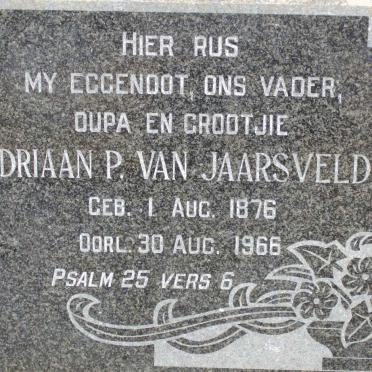 HIER RUS
MY EGGENOOT, ONS VADER,
OUPA EN GROOTJIE
DRIAAN P. VAN JAARSVELD
GEB. 1 AUG. 1876
OORL. 30 AUG. 1966
PSALM 25 VERS 6